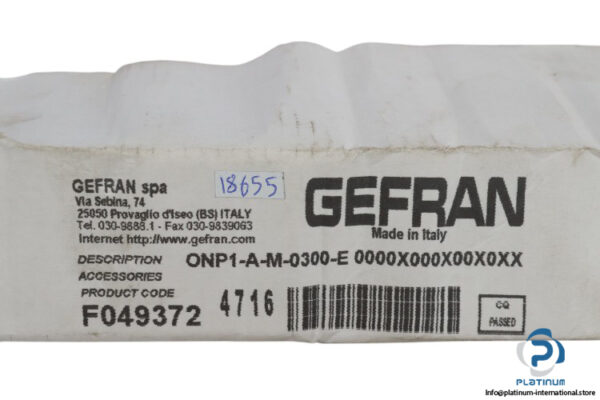 GEFRAN spa
Via Sebina, 74
25050 Provaglio d'Iseo (BS) ITALY
Tel. 030-9888.1 - Fax 030-9839063
Internet http://www.gefran.com
18655
GEFRAN
Made in Italy
DESCRIPTION ONP1-A-M-0300-E 0000X000X00X0XX
ACCESSORIES
PRODUCT CODE
F049372 4716
CQ
PASSED
PLATINUM
info@platinum-international.store